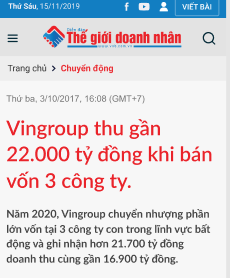 Thứ Sáu, 15/11/2019
VIẾT BÀI
Thế giới doanh nhân
Trang chủ > Chuyển động
Thứ ba, 3/10/2017, 16:08 (GMT+7)
Vingroup thu gần
22.000 tỷ đồng khi bán
vốn 3 công ty.
Năm 2020, Vingroup chuyển nhượng phần
lớn vốn tại 3 công ty con trong lĩnh vực bất
động và ghi nhận hơn 21.700 tỷ đồng
doanh thu cùng gần 16.900 tỷ đồng.